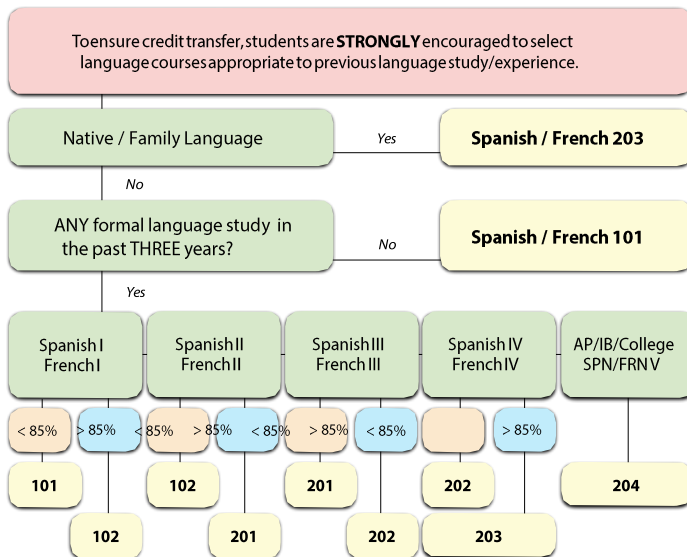 To ensure credit transfer, students are STRONGLY encouraged to select
language courses appropriate to previous language study/experience.
Native / Family Language
Yes
Spanish / French 203
No
ANY formal language study in
the past THREE years?
No
Spanish / French 101
Yes
Spanish I
French I
Spanish II
French II
Spanish III
French III
Spanish IV
French IV
AP/IB/College
SPN/FRN V
< 85%
> 85%
< 85%
> 85%
< 85%
> 85%
< 85%
> 85%
101
102
201
202
204
102
201
202
203